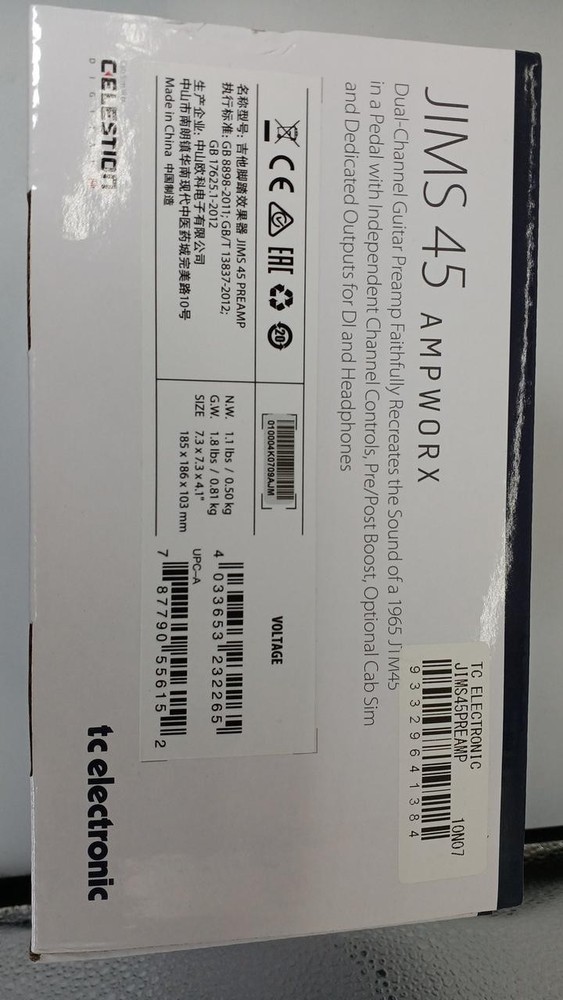 JIMS 45 AMPWORX
Dual-Channel Guitar Preamp Faithfully Recreates the Sound of a 1965 JTM45
in a Pedal with Independent Channel Controls, Pre/Post Boost, Optional Cab Sim
and Dedicated Outputs for DI and Headphones
TC ELECTRONIC
JIMS45PREAMP 10N07
9332964 1384
CE EAC 20
010004K0709AJM
VOLTAGE
名称型号: 吉他脚踏效果器 JIMS 45 PREAMP
执行标准: GB 8898-2011; GB/T 13837-2012;
GB 17625.1-2012
生产企业: 中山欧科电子有限公司
中山市南朗镇华南现代中医药城完美路10号
Made in China 中国制造
N.W. 1.1 lbs / 0.50 kg
G.W. 1.8 lbs / 0.81 kg
SIZE 7.3 x 7.3 x 4.1"
185 x 186 x 103 mm
4 033653 232265
UPC-A
7 87790 55615 2
CELESTION
tc electronic